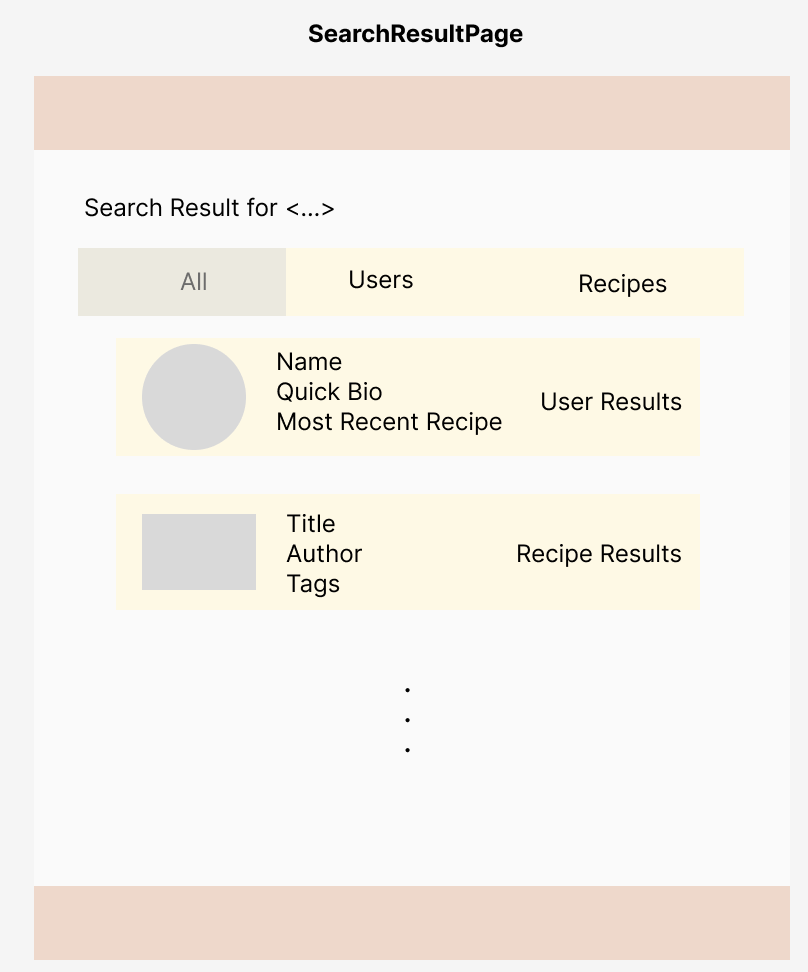 SearchResultPage
Search Result for <...>
All Users Recipes
Name
Quick Bio
Most Recent Recipe
User Results
Title
Author
Tags
Recipe Results
.
.
.